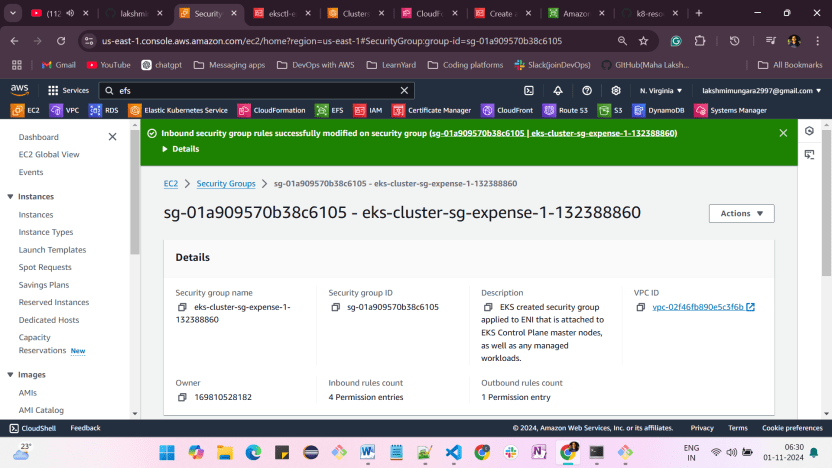 (112
lakshmi
Security
eksctl-e
Clusters
CloudF
Create a
Amazon
k8-reso
us-east-1.console.aws.amazon.com/ec2/home?region=us-east-1#SecurityGroup:group-id=sg-01a909570b38c6105
Gmail YouTube chatgpt Messaging apps DevOps with AWS LearnYard Coding platforms Slack(joinDevOps) GItHub(Maha Laksh... All Bookmarks
aws Services efs N. Virginia lakshmimungara2997@gmail.com
EC2 VPC RDS Elastic Kubernetes Service CloudFormation EFS IAM Certificate Manager CloudFront Route 53 S3 DynamoDB Systems Manager
Dashboard
EC2 Global View
Events
Instances
Instances
Instance Types
Launch Templates
Spot Requests
Savings Plans
Reserved Instances
Dedicated Hosts
Capacity
Reservations New
Images
AMIs
AMI Catalog
Inbound security group rules successfully modified on security group (sg-01a909570b38c6105 | eks-cluster-sg-expense-1-132388860)
Details
EC2 > Security Groups > sg-01a909570b38c6105 - eks-cluster-sg-expense-1-132388860
sg-01a909570b38c6105 - eks-cluster-sg-expense-1-132388860
Actions
Details
Security group name
eks-cluster-sg-expense-1-
132388860
Security group ID
sg-01a909570b38c6105
Description
EKS created security group
applied to ENI that is attached to
EKS Control Plane master nodes,
as well as any managed
workloads.
VPC ID
vpc-02f46fb890e5c3f6b
Owner
169810528182
Inbound rules count
4 Permission entries
Outbound rules count
1 Permission entry
CloudShell Feedback © 2024, Amazon Web Services, Inc. or its affiliates. Privacy Terms Cookie preferences
23°
ENG
IN
06:30
01-11-2024